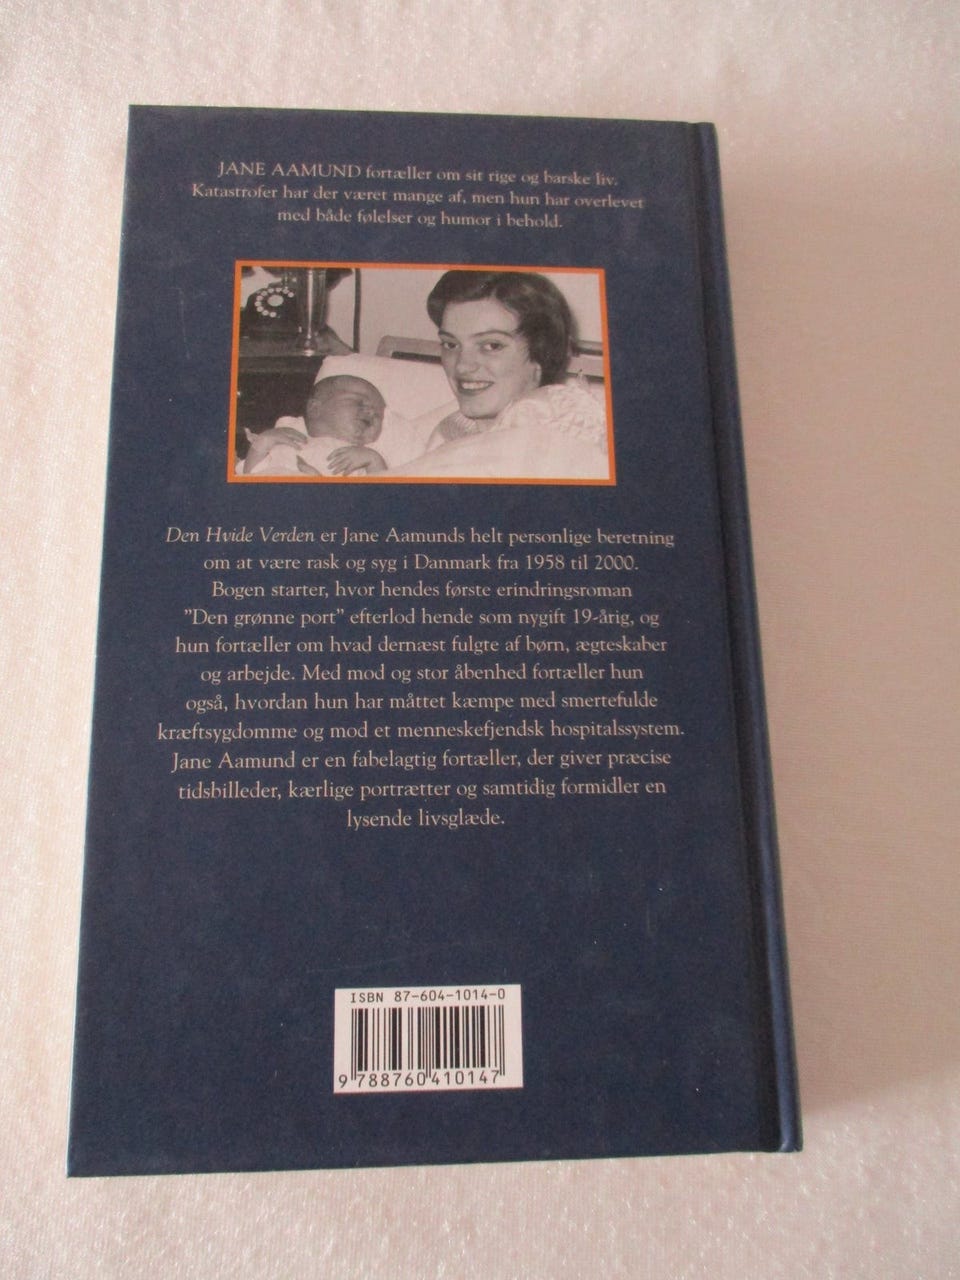 JANE AAMUND fortæller om sit rige og barske liv.
Katastrofer har der været mange af, men hun har overlevet
med både følelser og humor i behold.
Den Hvide Verden er Jane Aamunds helt personlige beretning
om at være rask og syg i Danmark fra 1958 til 2000.
Bogen starter, hvor hendes første erindringsroman
"Den grønne port" efterlod hende som nygift 19-årig, og
hun fortæller om hvad dernæst fulgte af børn, ægteskaber
og arbejde. Med mod og stor åbenhed fortæller hun
også, hvordan hun har måttet kæmpe med smertefulde
kræftsygdomme og mod et menneskefjendsk hospitalssystem.
Jane Aamund er en fabelagtig fortæller, der giver præcise
tidsbilleder, kærlige portrætter og samtidig formidler en
lysende livsglæde.
ISBN 87-604-1014-0
9 788760 410147